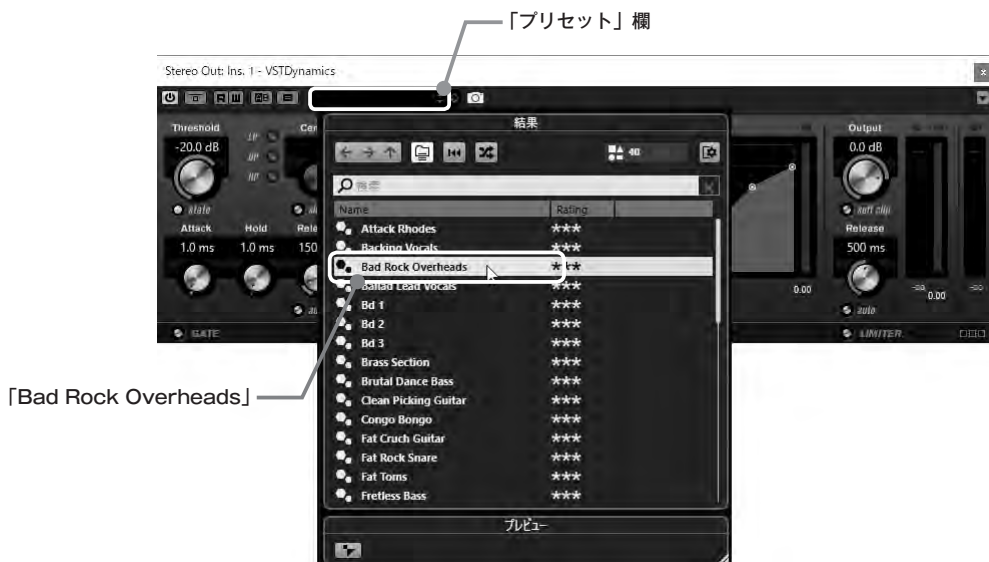 「プリセット」欄
Stereo Out: Ins. 1 - VSTDynamics
結果
Threshold
-20.0 dB
Output
0.0 dB
40
検索
Name Rating
state
soft clip
Attack Hold
1.0 ms 1.0 ms 150
Release
500 ms
Attack Rhodes ***
Backing Vocals ***
Bad Rock Overheads ***
Ballad Lead Vocals ***
Bd 1 ***
Bd 2 ***
Bd 3 ***
Brass Section ***
Brutal Dance Bass ***
Clean Picking Guitar ***
Congo Bongo ***
Fat Cruch Guitar ***
Fat Rock Snare ***
Fat Toms ***
Fretless Bass ***
0.00
0.00
auto
GATE
LIMITER
「Bad Rock Overheads」
プレビュー